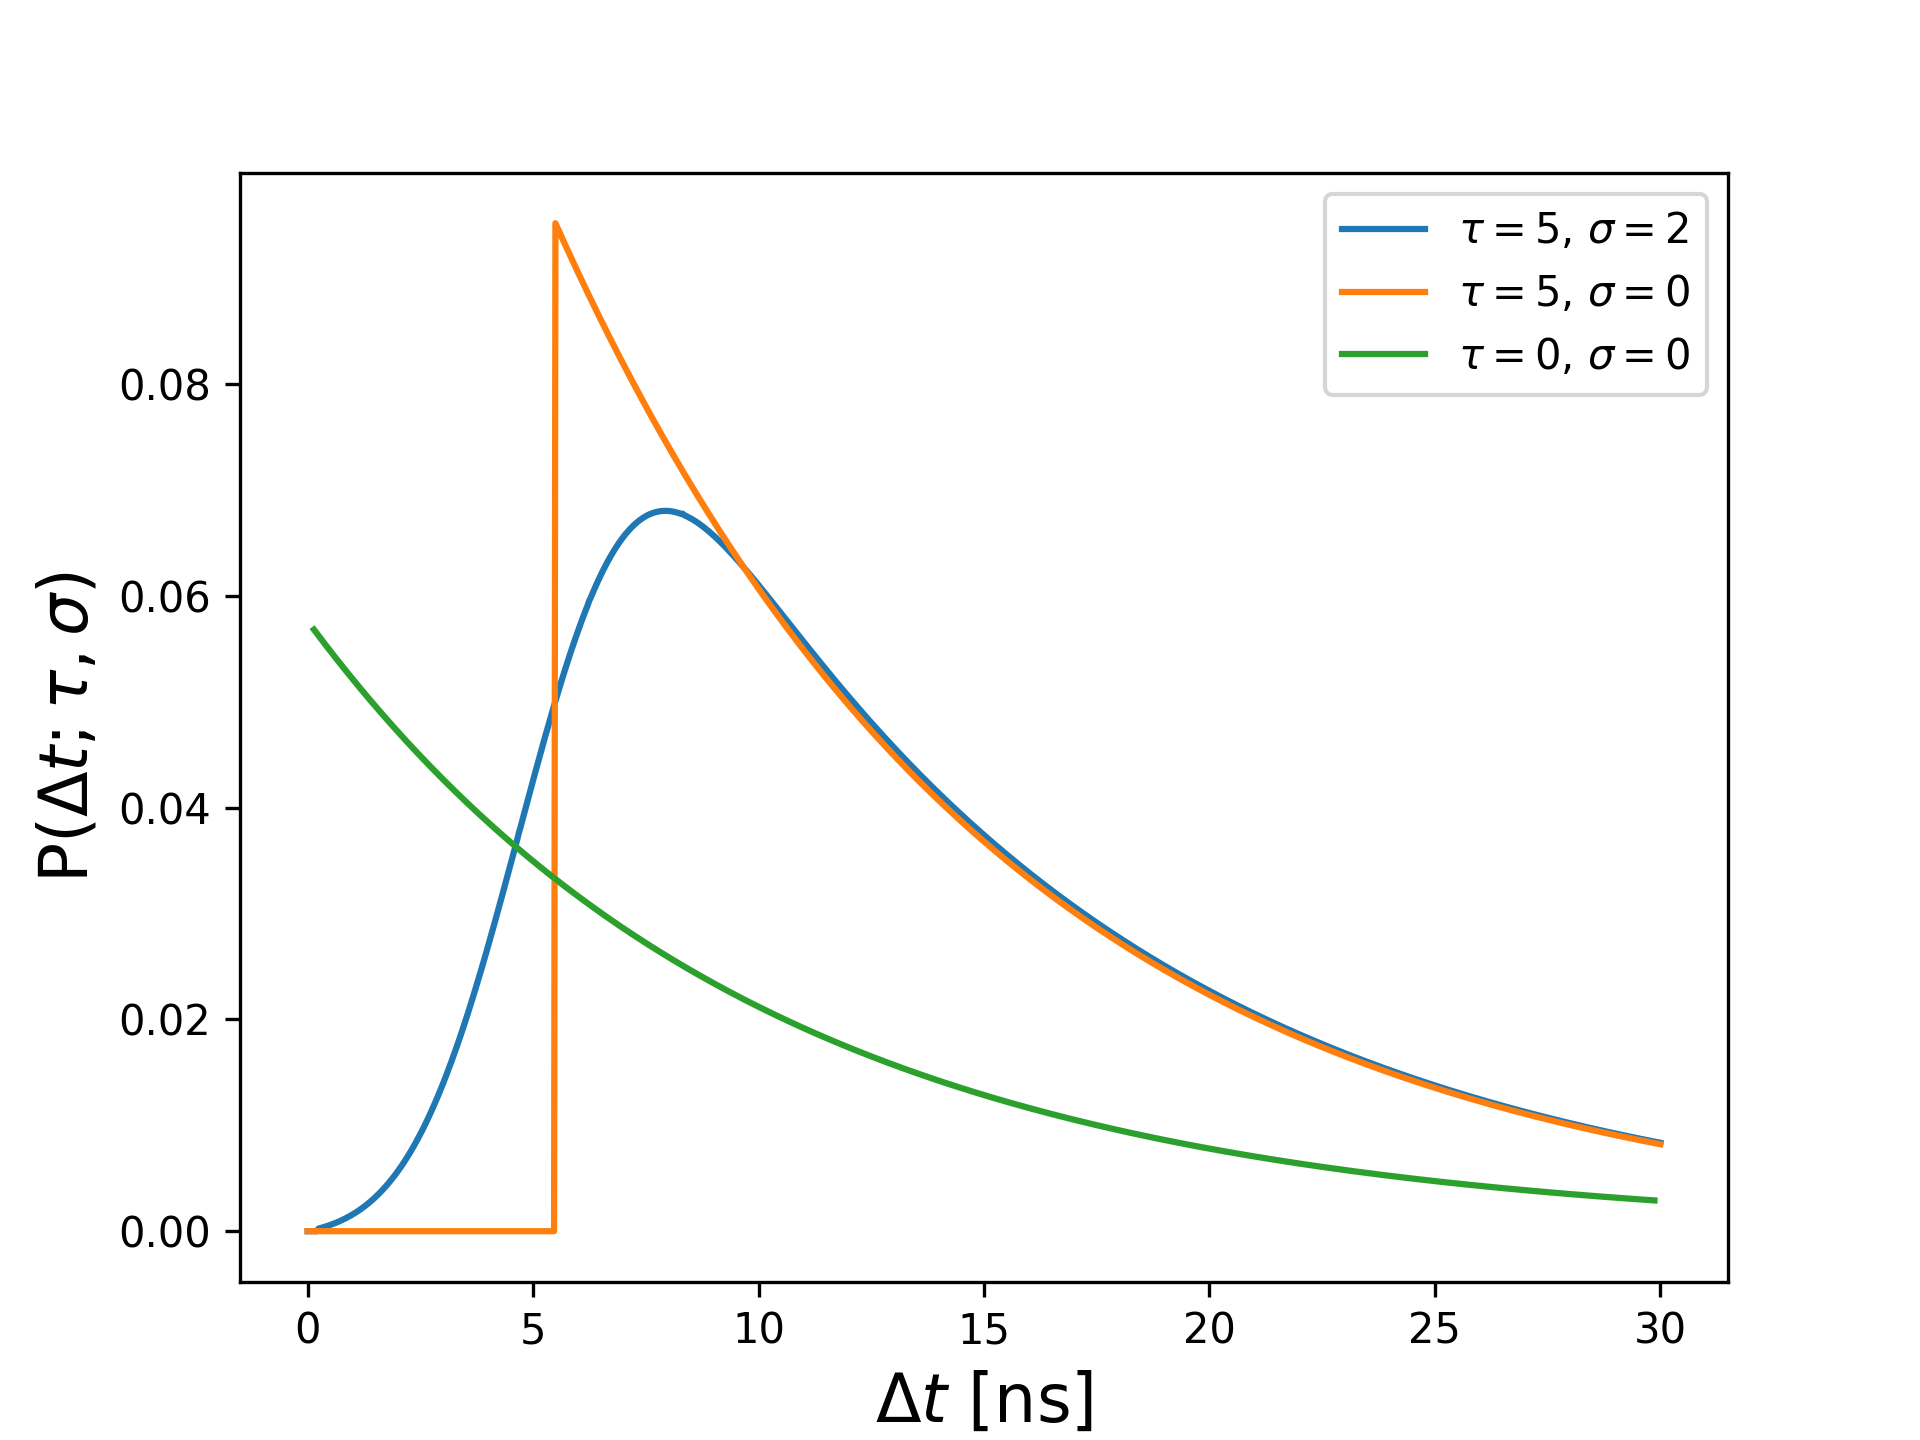 τ = 5, σ = 2
τ = 5, σ = 0
τ = 0, σ = 0
P(Δt; τ, σ)
0.08
0.06
0.04
0.02
0.00
0 5 10 15 20 25 30
Δt [ns]